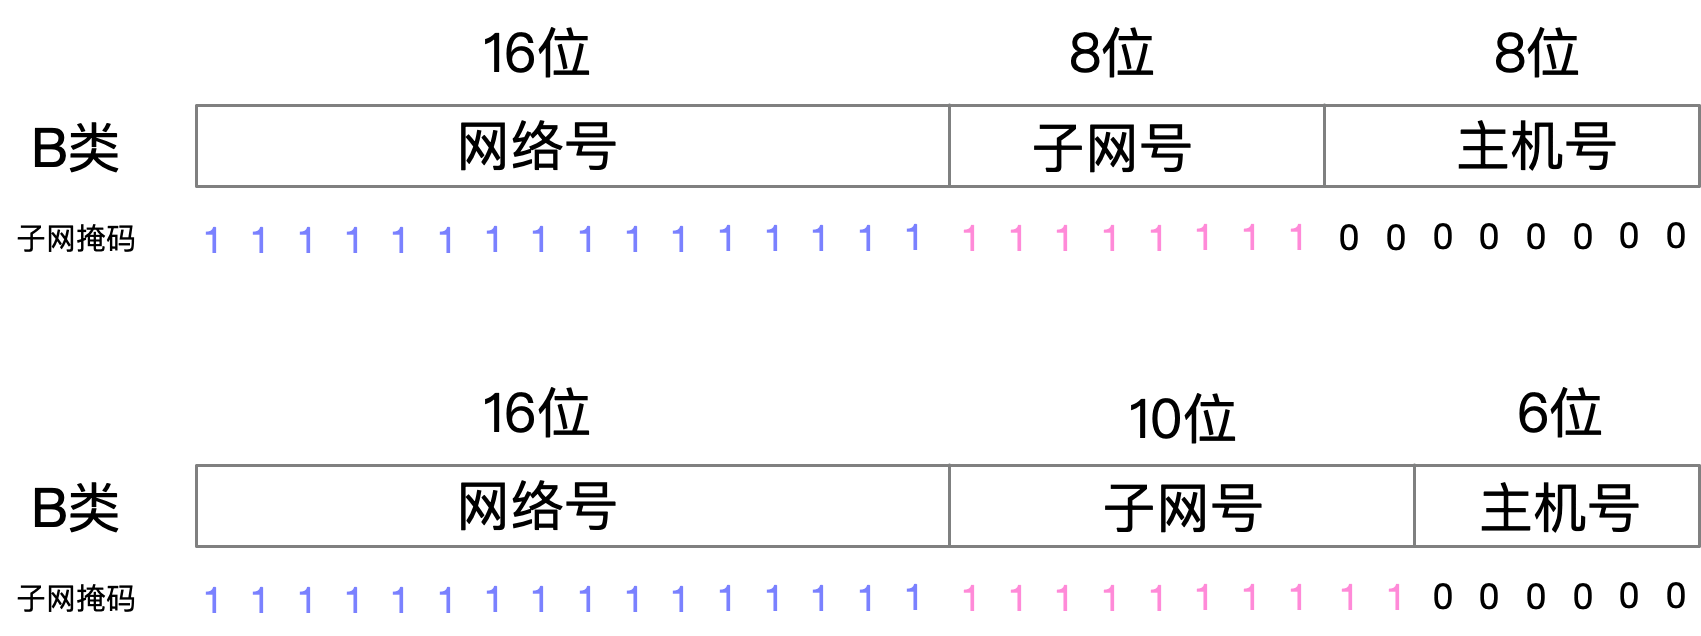 16位 8位 8位
B类 网络号 子网号 主机号
子网掩码 1 1 1 1 1 1 1 1 1 1 1 1 1 1 1 1 1 1 1 1 1 1 1 1 0 0 0 0 0 0 0 0
16位 10位 6位
B类 网络号 子网号 主机号
子网掩码 1 1 1 1 1 1 1 1 1 1 1 1 1 1 1 1 1 1 1 1 1 1 1 1 1 1 0 0 0 0 0 0